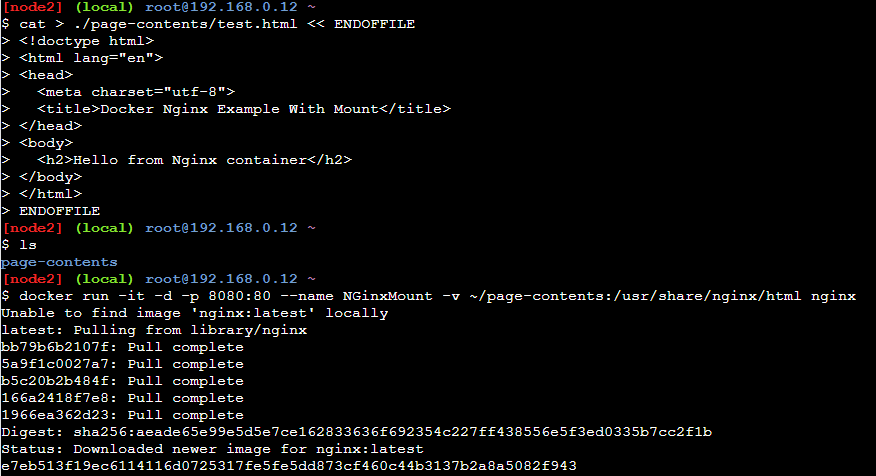 [node2] (local) root@192.168.0.12 ~
$ cat > ./page-contents/test.html << ENDOFFILE
> <!doctype html>
> <html lang="en">
> <head>
>   <meta charset="utf-8">
>   <title>Docker Nginx Example With Mount</title>
> </head>
> <body>
>   <h2>Hello from Nginx container</h2>
> </body>
> </html>
> ENDOFFILE
[node2] (local) root@192.168.0.12 ~
$ ls
page-contents
[node2] (local) root@192.168.0.12 ~
$ docker run -it -d -p 8080:80 --name NGinxMount -v ~/page-contents:/usr/share/nginx/html nginx
Unable to find image 'nginx:latest' locally
latest: Pulling from library/nginx
bb79b6b2107f: Pull complete
5a9f1c0027a7: Pull complete
b5c20b2b484f: Pull complete
166a2418f7e8: Pull complete
1966ea362d23: Pull complete
Digest: sha256:aeade65e99e5d5e7ce162833636f692354c227ff438556e5f3ed0335b7cc2f1b
Status: Downloaded newer image for nginx:latest
e7eb513f19ec6114116d0725317fe5fe5dd873cf460c44b3137b2a8a5082f943